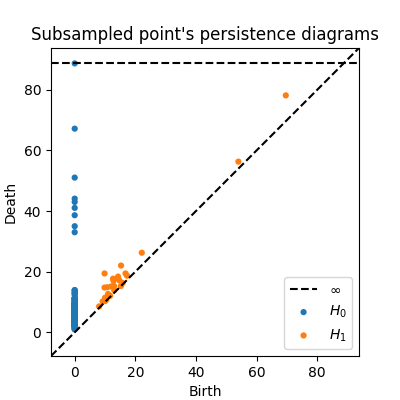 Subsampled point's persistence diagrams
80
60
40
20
0
Death
0 20 40 60 80
Birth
∞
H₀
H₁